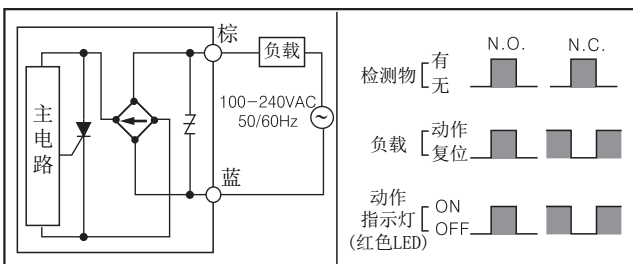 棕
负载
主电路
100-240VAC
50/60Hz
蓝
N.O. N.C.
检测物 有
无
负载 动作
复位
动作
指示灯 ON
(红色LED) OFF